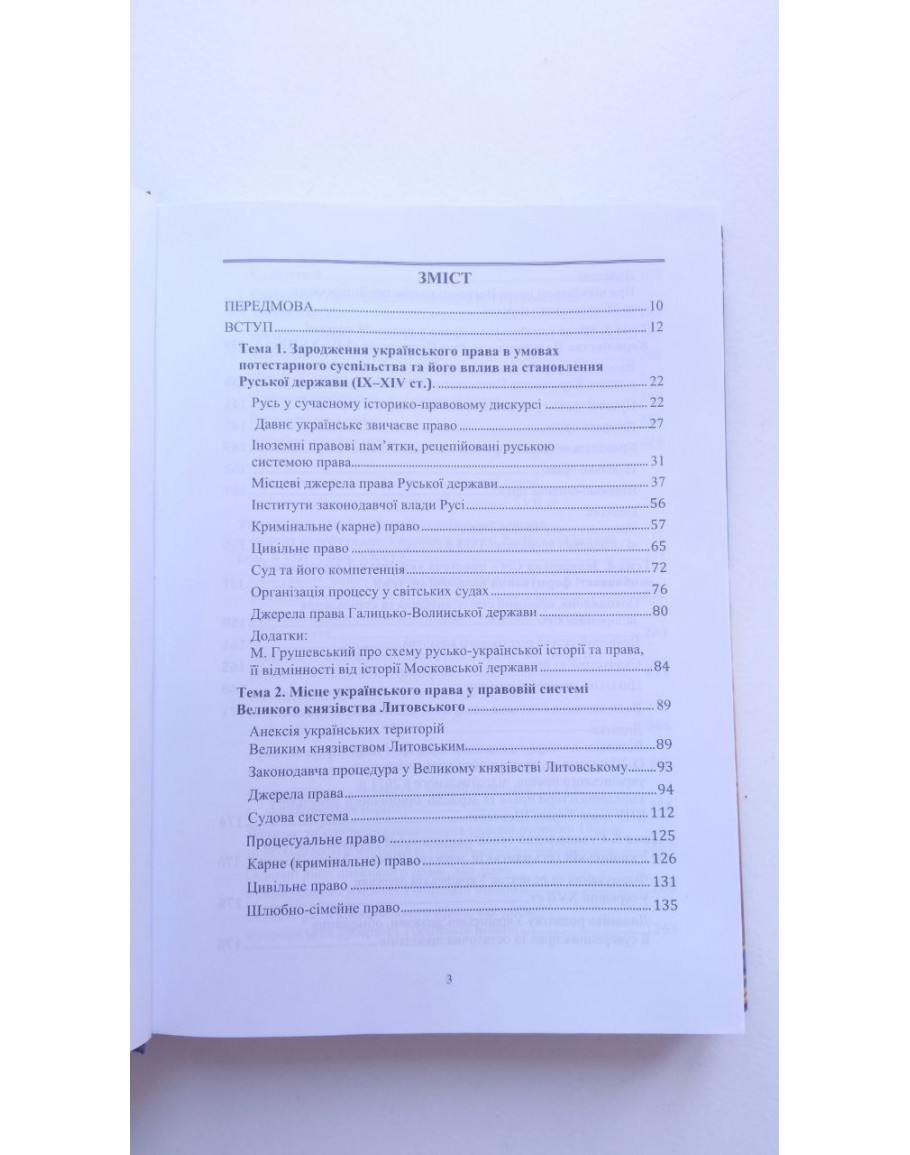 ЗМІСТ
ПЕРЕДМОВА........................................................ 10
ВСТУП........................................................ 12
Тема 1. Зародження українського права в умовах
потестарного суспільства та його вплив на становлення
Руської держави (IX–XIV ст.). ........................................ 22
Русь у сучасному історико-правовому дискурсі .................... 22
Давнє українське звичаєве право ........................................27
Іноземні правові пам’ятки, рецепійовані руською
системою права........................................................ 31
Місцеві джерела права Руської держави.............................. 37
Інститути законодавчої влади Русі........................................56
Кримінальне (карне) право ........................................57
Цивільне право ........................................................65
Суд та його компетенція........................................72
Організація процесу у світських судах .............................. 76
Джерела права Галицько-Волинської держави .................... 80
Додатки:
М. Грушевський про схему русько-української історії та права,
її відмінності від історії Московської держави .................... 84
Тема 2. Місце українського права у правовій системі
Великого князівства Литовського ........................................ 89
Анексія українських територій
Великим князівством Литовським........................................89
Законодавча процедура у Великому князівстві Литовському........93
Джерела права........................................................ 94
Судова система ........................................................ 112
Процесуальне право ........................................ 125
Карне (кримінальне) право........................................ 126
Цивільне право ........................................................ 131
Шлюбно-сімейне право........................................ 135
3